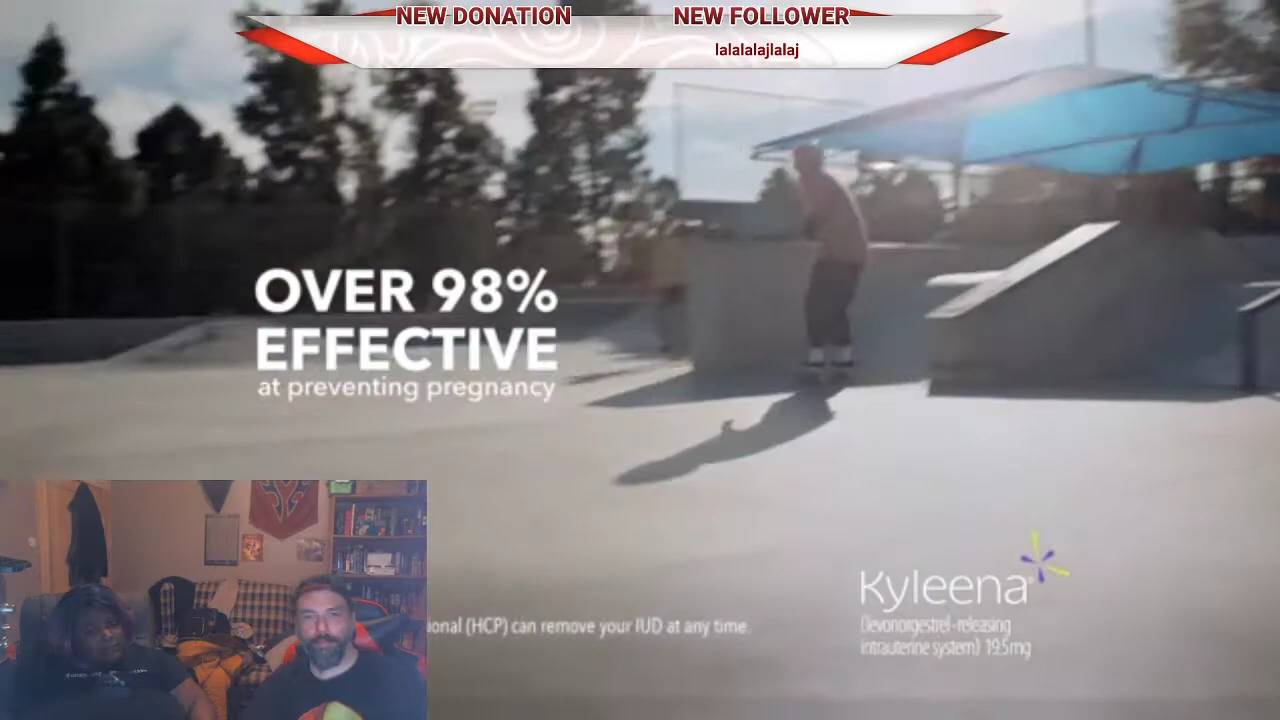 NEW DONATION
NEW FOLLOWER
lalalalajlalaj
OVER 98%
EFFECTIVE
at preventing pregnancy
(HCP) can remove your IUD at any time.
Kyleena
(levonorgestrel-releasing
intrauterine system) 19.5mg